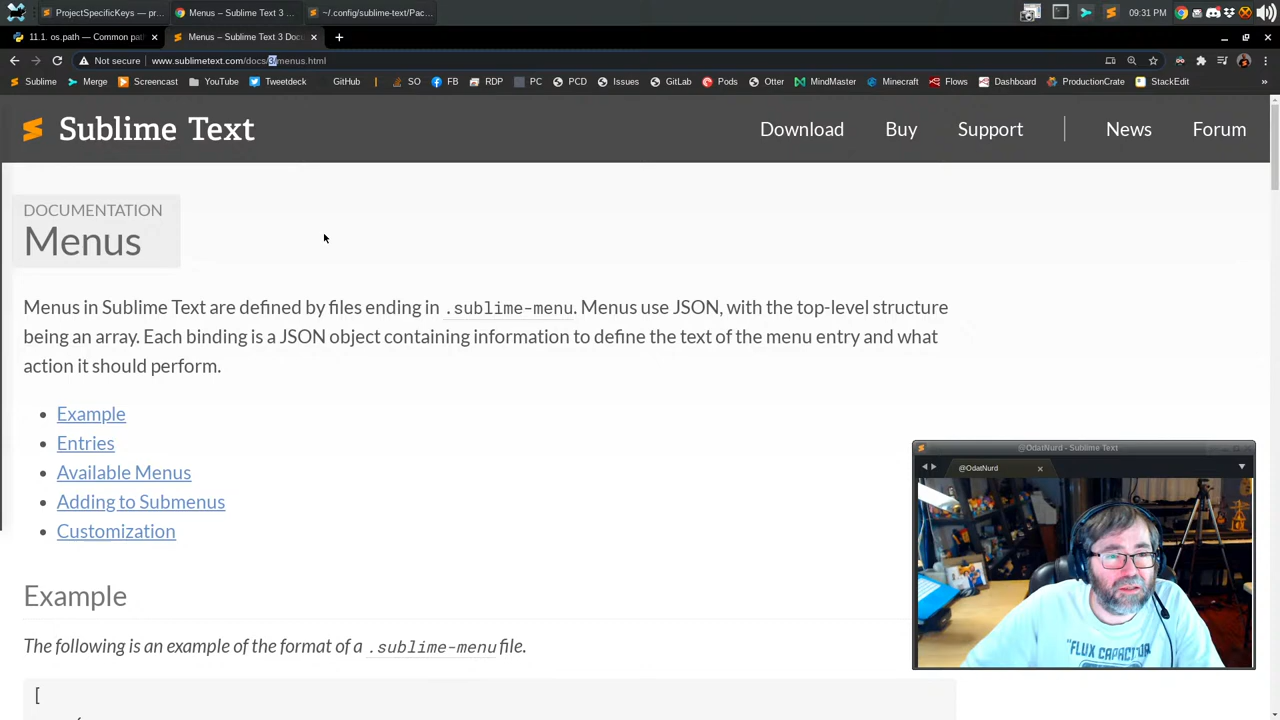 ProjectSpecificKeys — pr...
Menus – Sublime Text 3 ...
~/.config/sublime-text/Pac...
09:31 PM
11.1. os.path — Common pat
Menus – Sublime Text 3 Docu
Not secure
www.sublimetext.com/docs/3/menus.html
Sublime
Merge
Screencast
YouTube
Tweetdeck
GitHub
SO
FB
RDP
PC
PCD
Issues
GitLab
Pods
Otter
MindMaster
Minecraft
Flows
Dashboard
ProductionCrate
StackEdit
Sublime Text
Download
Buy
Support
News
Forum
DOCUMENTATION
Menus
Menus in Sublime Text are defined by files ending in .sublime-menu. Menus use JSON, with the top-level structure
being an array. Each binding is a JSON object containing information to define the text of the menu entry and what
action it should perform.
• Example
• Entries
• Available Menus
• Adding to Submenus
• Customization
Example
The following is an example of the format of a .sublime-menu file.
[
@OdatNurd - Sublime Text
@OdatNurd
"FLUX CAPACITOR